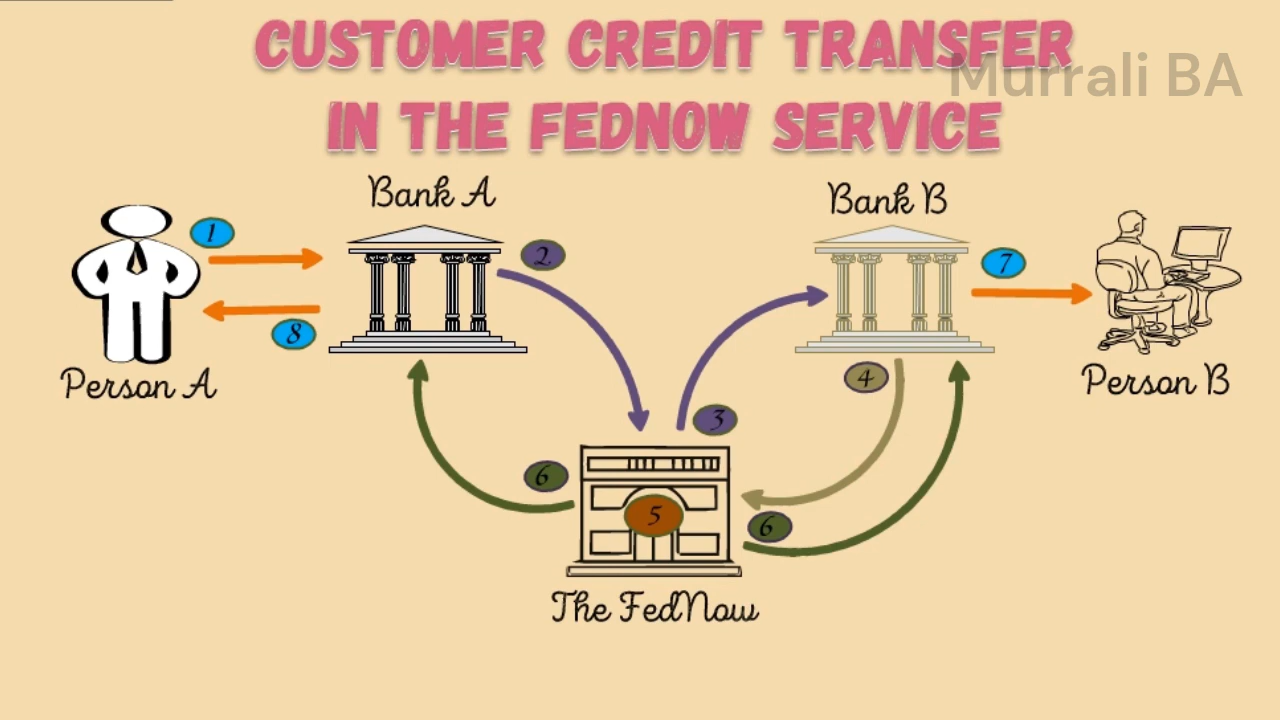 CUSTOMER CREDIT TRANSFER
IN THE FEDNOW SERVICE
Murrali BA
Bank A
Bank B
1
2
7
8
Person A
Person B
4
3
6
5
6
The FedNow